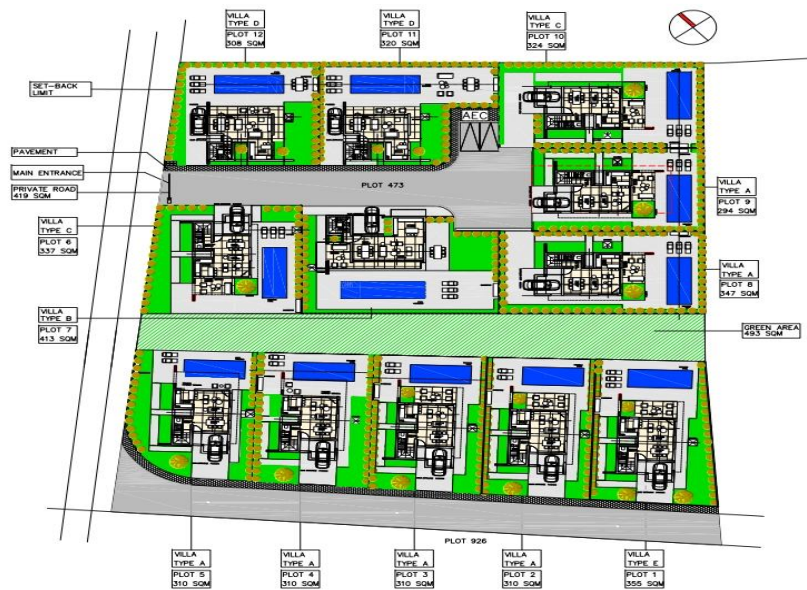 VILLA
TYPE D
PLOT 12
308 SQM
VILLA
TYPE D
PLOT 11
320 SQM
VILLA
TYPE C
PLOT 10
324 SQM
SET-BACK
LIMIT
AEC
PAVEMENT
MAIN ENTRANCE
PRIVATE ROAD
419 SQM
PLOT 473
VILLA
TYPE A
PLOT 9
294 SQM
VILLA
TYPE C
PLOT 6
337 SQM
VILLA
TYPE A
PLOT 8
347 SQM
VILLA
TYPE B
PLOT 7
413 SQM
GREEN AREA
493 SQM
PLOT 926
VILLA
TYPE A
PLOT 5
310 SQM
VILLA
TYPE A
PLOT 4
310 SQM
VILLA
TYPE A
PLOT 3
310 SQM
VILLA
TYPE A
PLOT 2
310 SQM
VILLA
TYPE E
PLOT 1
355 SQM